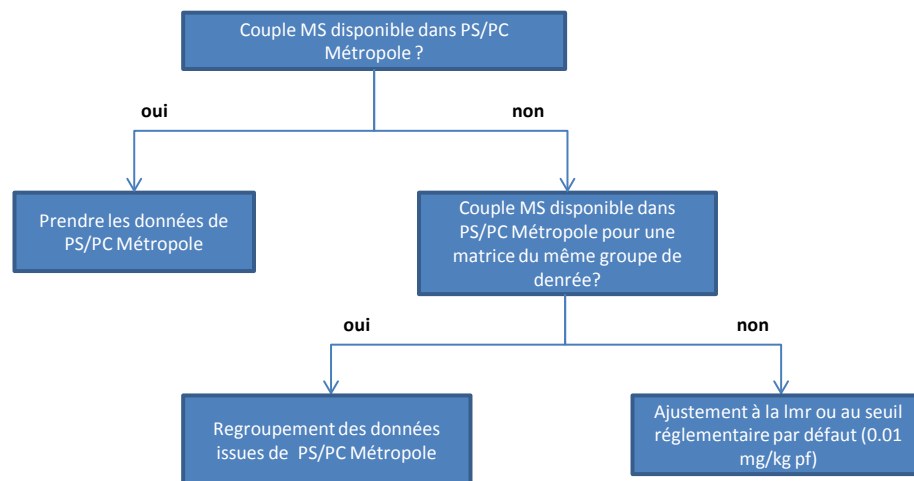 Couple MS disponible dans PS/PC
Métropole ?
oui
non
Prendre les données de
PS/PC Métropole
Couple MS disponible dans
PS/PC Métropole pour une
matrice du même groupe de
denrée?
oui
non
Regroupement des données
issues de PS/PC Métropole
Ajustement à la lmr ou au seuil
réglementaire par défaut (0.01
mg/kg pf)